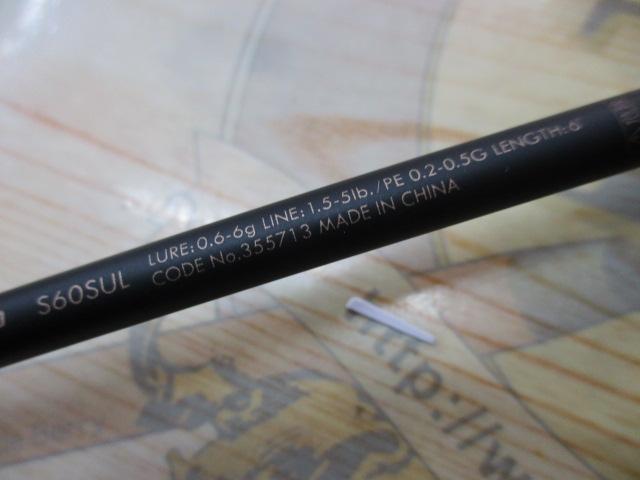 S60SUL
LURE:0.6-6g LINE:1.5-5lb./PE 0.2-0.5G LENGTH:6'
CODE No.355713 MADE IN CHINA
http://w